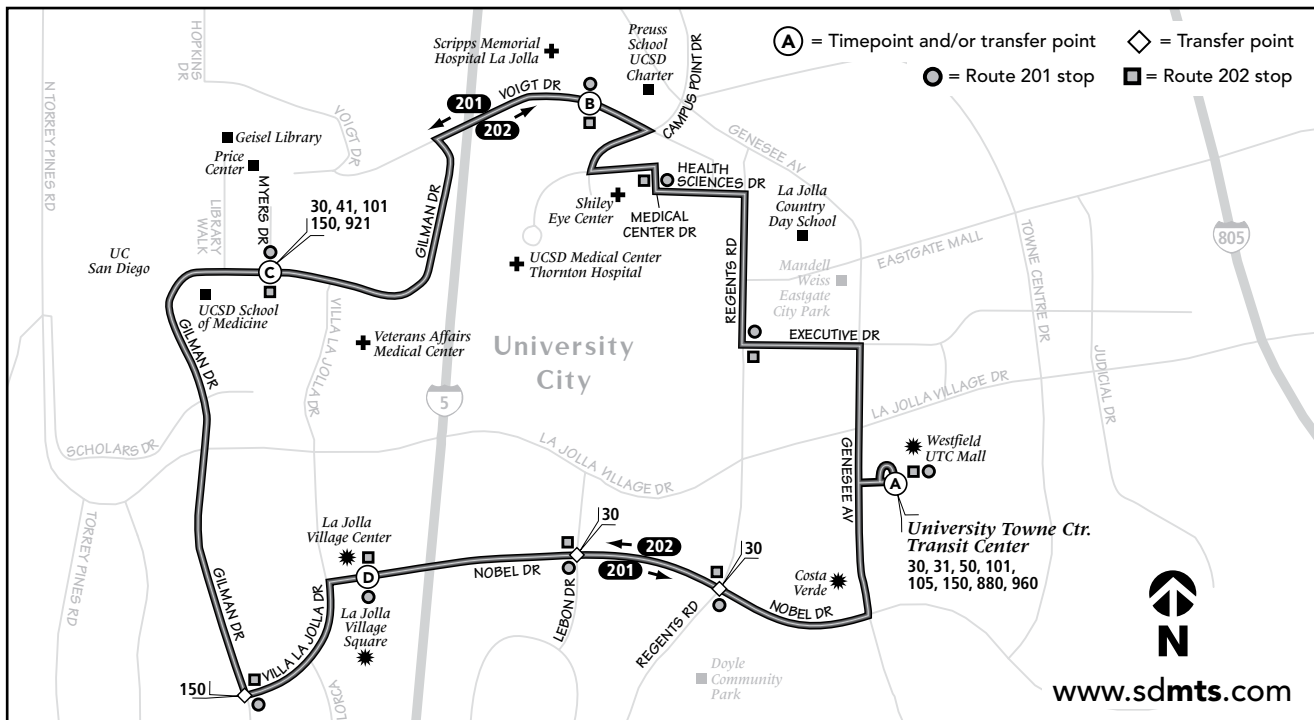 A = Timepoint and/or transfer point
= Transfer point
= Route 201 stop
= Route 202 stop
HOPKINS
DR
N TORREY PINES RD
VOIGT DR
Scripps Memorial
Hospital La Jolla
Preuss
School
UCSD
Charter
CAMPUS POINT DR
VOIGT DR
201
202
B
GENESEE AV
Geisel Library
Price
Center
MYERS DR
LIBRARY
WALK
30, 41, 101
150, 921
GILMAN DR
HEALTH
SCIENCES DR
Shiley
Eye Center
MEDICAL
CENTER DR
La Jolla
Country
Day School
805
UC
San Diego
C
UCSD Medical Center
Thornton Hospital
REGENTS RD
EASTGATE MALL
TOWNE CENTRE DR
Mandell
Weiss
Eastgate
City Park
UCSD School
of Medicine
VILLA LA JOLLA DR
Veterans Affairs
Medical Center
University
City
EXECUTIVE DR
JUDICIAL DR
GILMAN DR
5
LA JOLLA VILLAGE DR
SCHOLARS DR
LA JOLLA VILLAGE DR
GENESEE AV
Westfield
UTC Mall
A
University Towne Ctr.
Transit Center
30, 31, 50, 101,
105, 150, 880, 960
TORREY PINES RD
La Jolla
Village Center
30
202
201
30
D
NOBEL DR
Costa
Verde
GILMAN DR
La Jolla
Village
Square
LEBON DR
REGENTS RD
NOBEL DR
N
VILLA LA JOLLA DR
150
Doyle
Community
Park
LORCA
www.sdmts.com